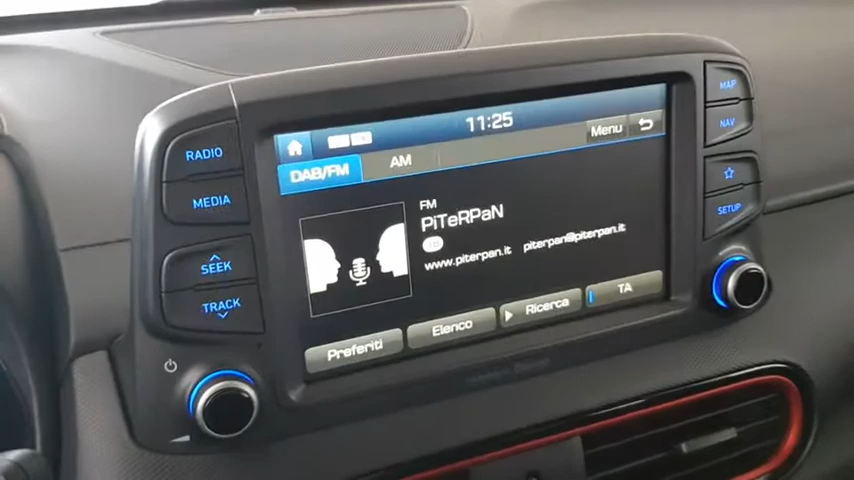 11:25
Menu
DAB/FM AM
FM
PiTeRPaN
www.piterpan.it piterpan@piterpan.it
Preferiti Elenco Ricerca TA
RADIO
MEDIA
SEEK
TRACK
MAP
NAV
SETUP